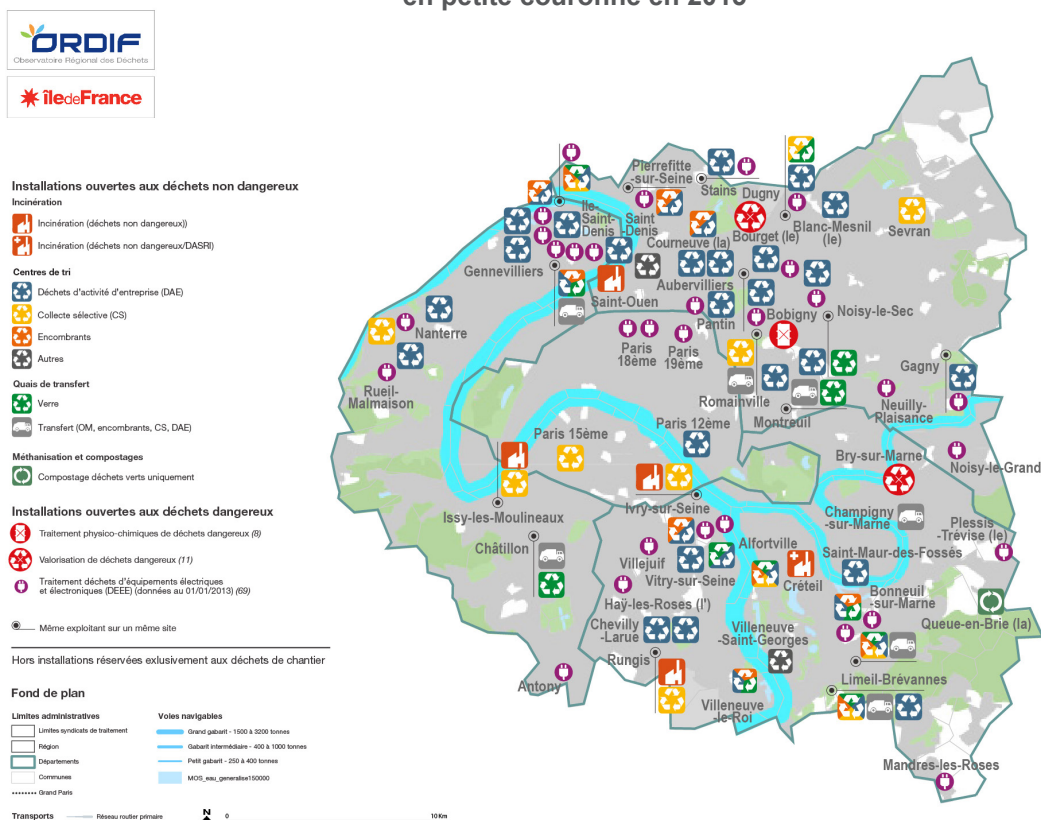 en petite couronne en 2013
ORDIF
Observatoire Régional des Déchets
îledeFrance
Installations ouvertes aux déchets non dangereux
Incinération
Incinération (déchets non dangereux))
Incinération (déchets non dangereux/DASRI)
Centres de tri
Déchets d'activité d'entreprise (DAE)
Collecte sélective (CS)
Encombrants
Autres
Quais de transfert
Verre
Transfert (OM, encombrants, CS, DAE)
Méthanisation et compostages
Compostage déchets verts uniquement
Installations ouvertes aux déchets dangereux
Traitement physico-chimiques de déchets dangereux (8)
Valorisation de déchets dangereux (11)
Traitement déchets d'équipements électriques
et électroniques (DEEE) (données au 01/01/2013) (69)
Même exploitant sur un même site
Hors installations réservées exlusivement aux déchets de chantier
Fond de plan
Limites administratives
Limites syndicats de traitement
Région
Départements
Communes
Grand Paris
Voies navigables
Grand gabarit - 1500 à 3200 tonnes
Gabarit intermédiaire - 400 à 1000 tonnes
Petit gabarit - 250 à 400 tonnes
MOS_eau_generalise150000
Transports
Réseau routier primaire
N
0
10 Km
Pierrefitte
-sur-Seine
Stains
Dugny
Ile-
Saint-
Denis
Saint
-Denis
Courneuve (la)
Bourget (le)
Blanc-Mesnil
(le)
Sevran
Gennevilliers
Saint-Ouen
Aubervilliers
Pantin
Bobigny
Noisy-le-Sec
Nanterre
Rueil-
Malmaison
Paris
18ème
Paris
19ème
Romainville
Montreuil
Gagny
Neuilly-
Plaisance
Paris 15ème
Paris 12ème
Bry-sur-Marne
Noisy-le-Grand
Issy-les-Moulineaux
Ivry-sur-Seine
Champigny
-sur-Marne
Plessis
-Trévise (le)
Châtillon
Villejuif
Vitry-sur-Seine
Alfortville
Créteil
Saint-Maur-des-Fossés
Bonneuil
-sur-Marne
Queue-en-Brie (la)
Haÿ-les-Roses (l')
Chevilly
-Larue
Villeneuve
-Saint-Georges
Rungis
Antony
Villeneuve
-le-Roi
Limeil-Brévannes
Mandres-les-Roses